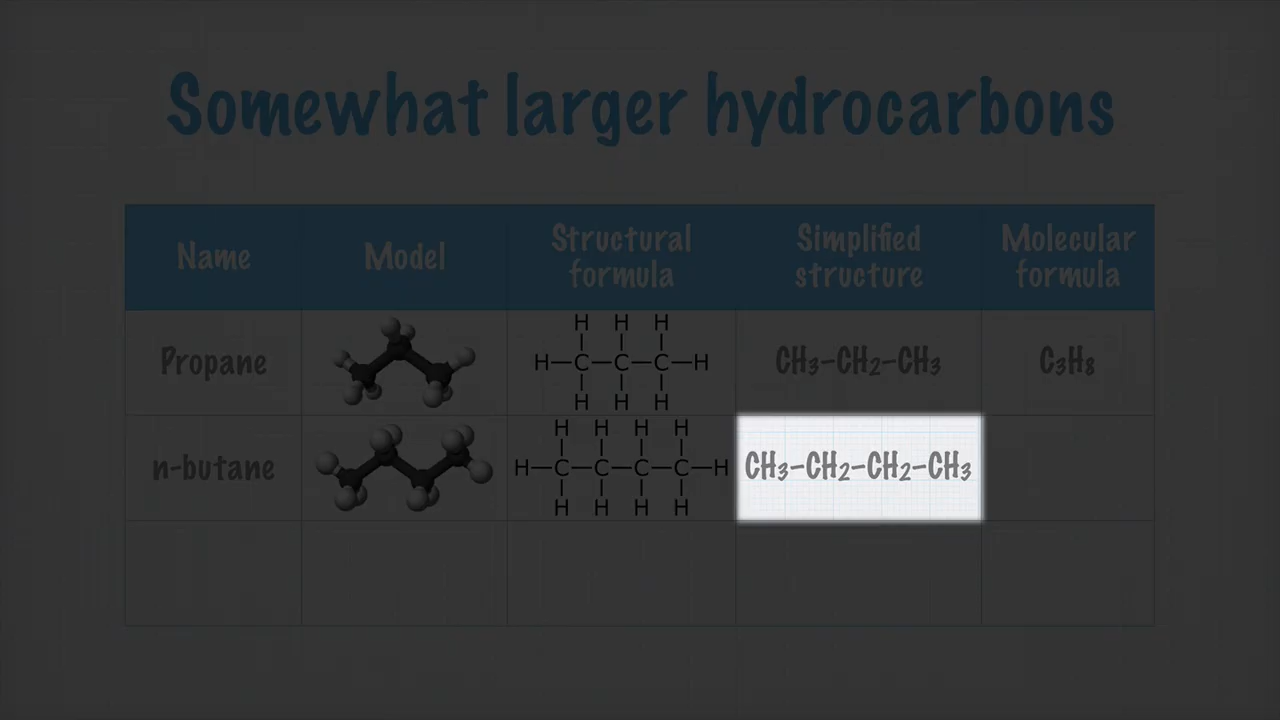 Somewhat larger hydrocarbons
Name
Model
Structural
formula
Simplified
structure
Molecular
formula
Propane
H H H
H–C–C–C–H
H H H
CH₃–CH₂–CH₃
C₃H₈
n-butane
H H H H
H–C–C–C–C–H
H H H H
CH₃–CH₂–CH₂–CH₃